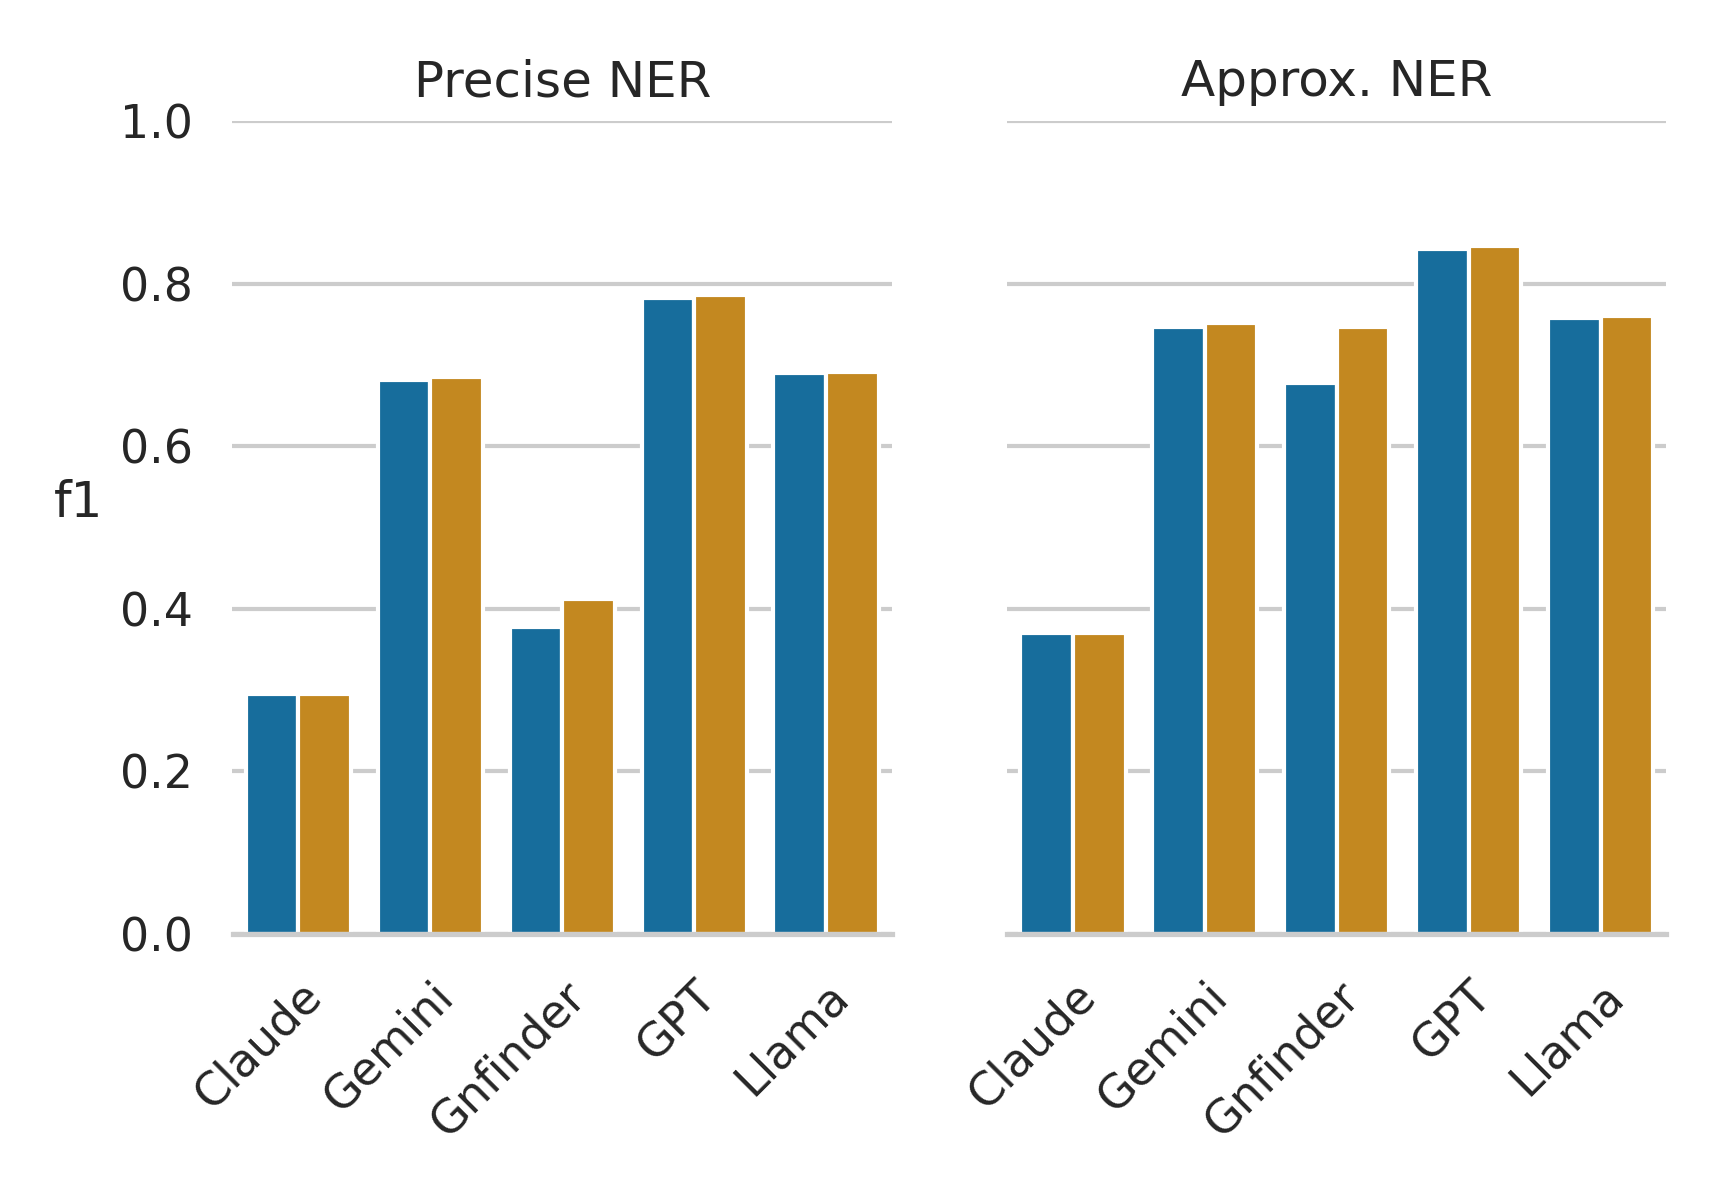 Precise NER
Approx. NER
1.0
0.8
0.6
0.4
0.2
0.0
f1
Claude
Gemini
Gnfinder
GPT
Llama
Claude
Gemini
Gnfinder
GPT
Llama